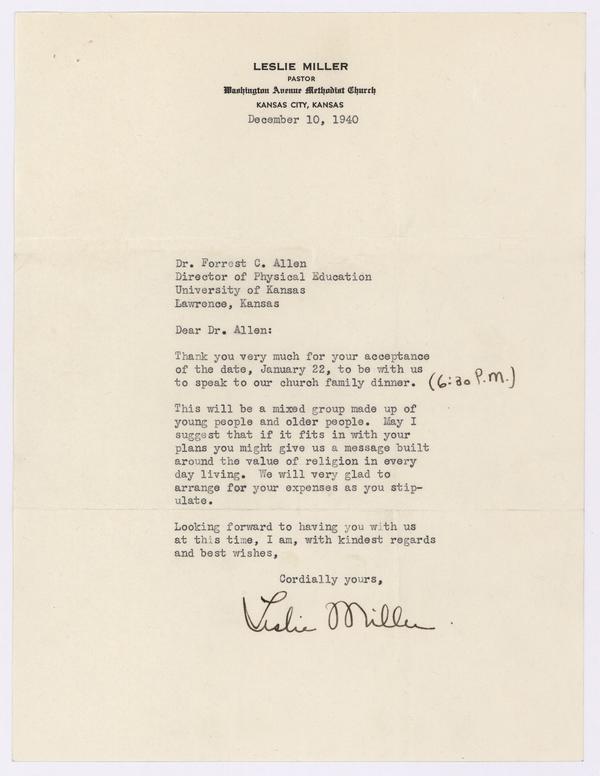 LESLIE MILLER
PASTOR
Washington Avenue Methodist Church
KANSAS CITY, KANSAS
December 10, 1940
Dr. Forrest C. Allen
Director of Physical Education
University of Kansas
Lawrence, Kansas
Dear Dr. Allen:
Thank you very much for your acceptance
of the date, January 22, to be with us
to speak to our church family dinner. (6:30 P.M.)
This will be a mixed group made up of
young people and older people. May I
suggest that if it fits in with your
plans you might give us a message built
around the value of religion in every
day living. We will very glad to
arrange for your expenses as you stip-
ulate.
Looking forward to having you with us
at this time, I am, with kindest regards
and best wishes,
Cordially yours,
Leslie Miller.